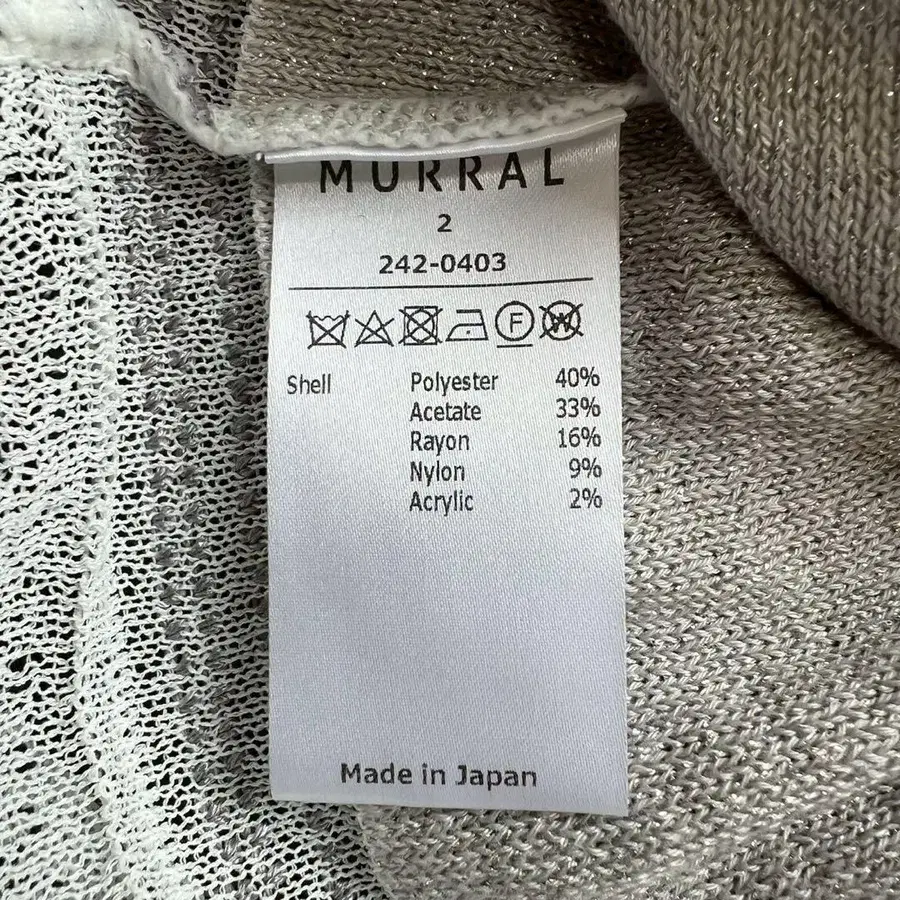 MURRAL
2
242-0403
F W
Shell Polyester 40%
Acetate 33%
Rayon 16%
Nylon 9%
Acrylic 2%
Made in Japan